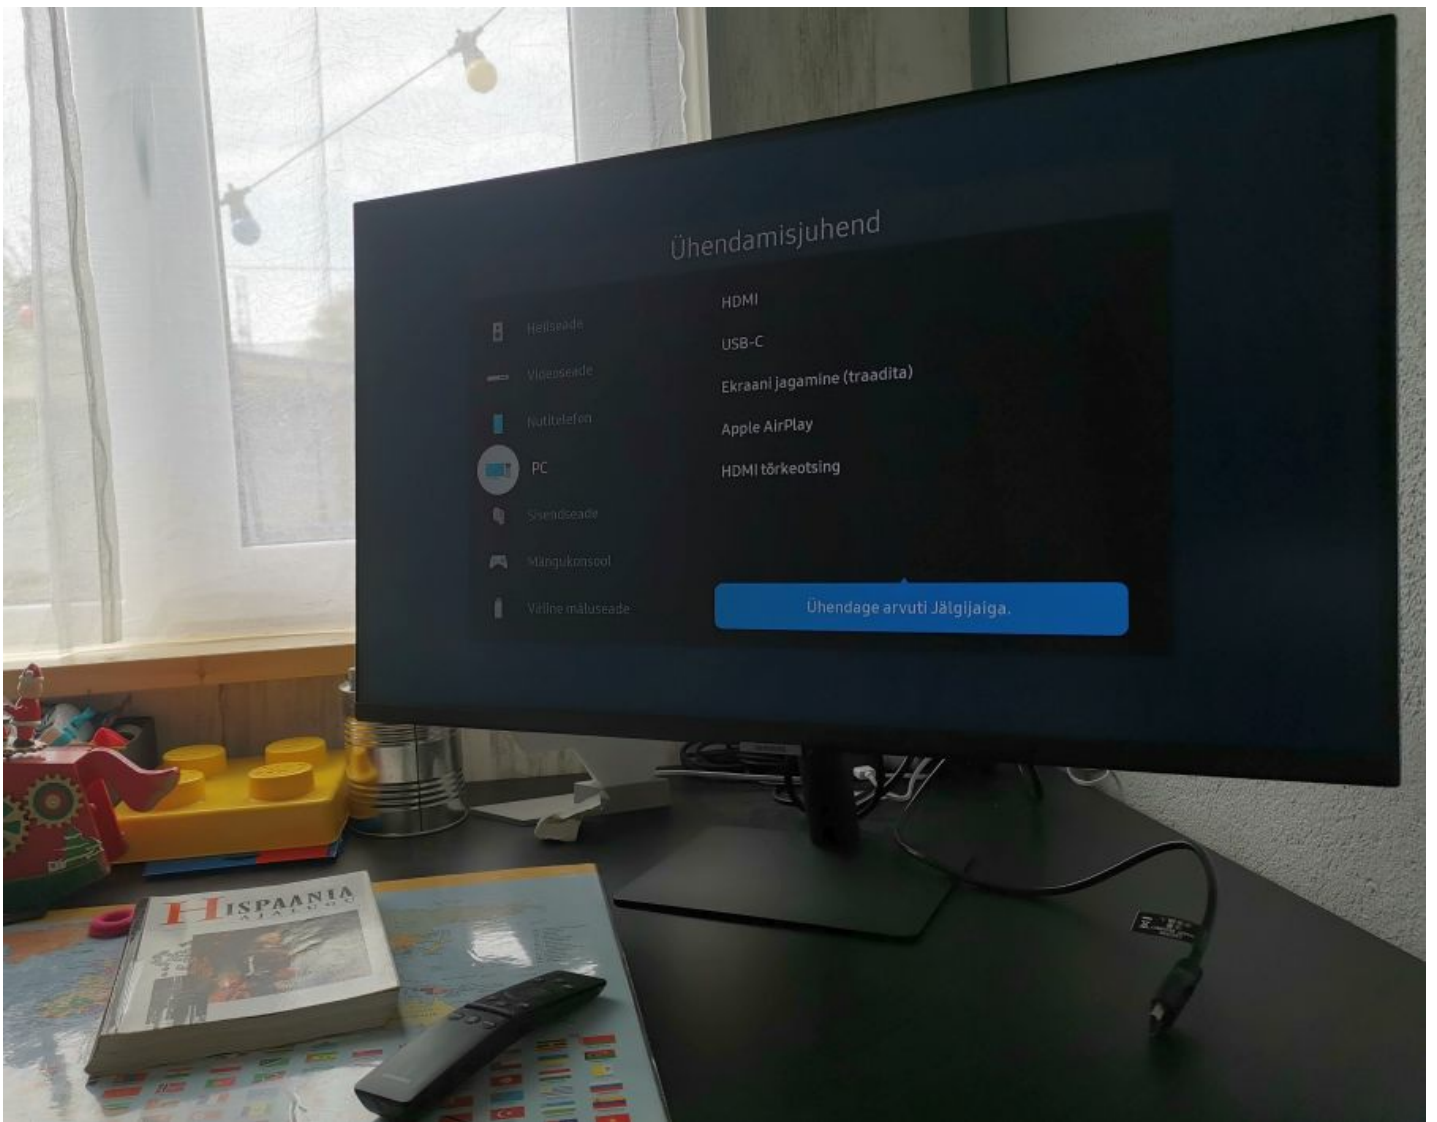 Ühendamisjuhend
Heliseade
Videoseade
Nutitelefon
PC
Sisendseade
Mängukonsool
Väline mäluseade
HDMI
USB-C
Ekraani jagamine (traadita)
Apple AirPlay
HDMI tõrkeotsing
Ühendage arvuti Jälgijaiga.
HISPAANIA
AJALUGU